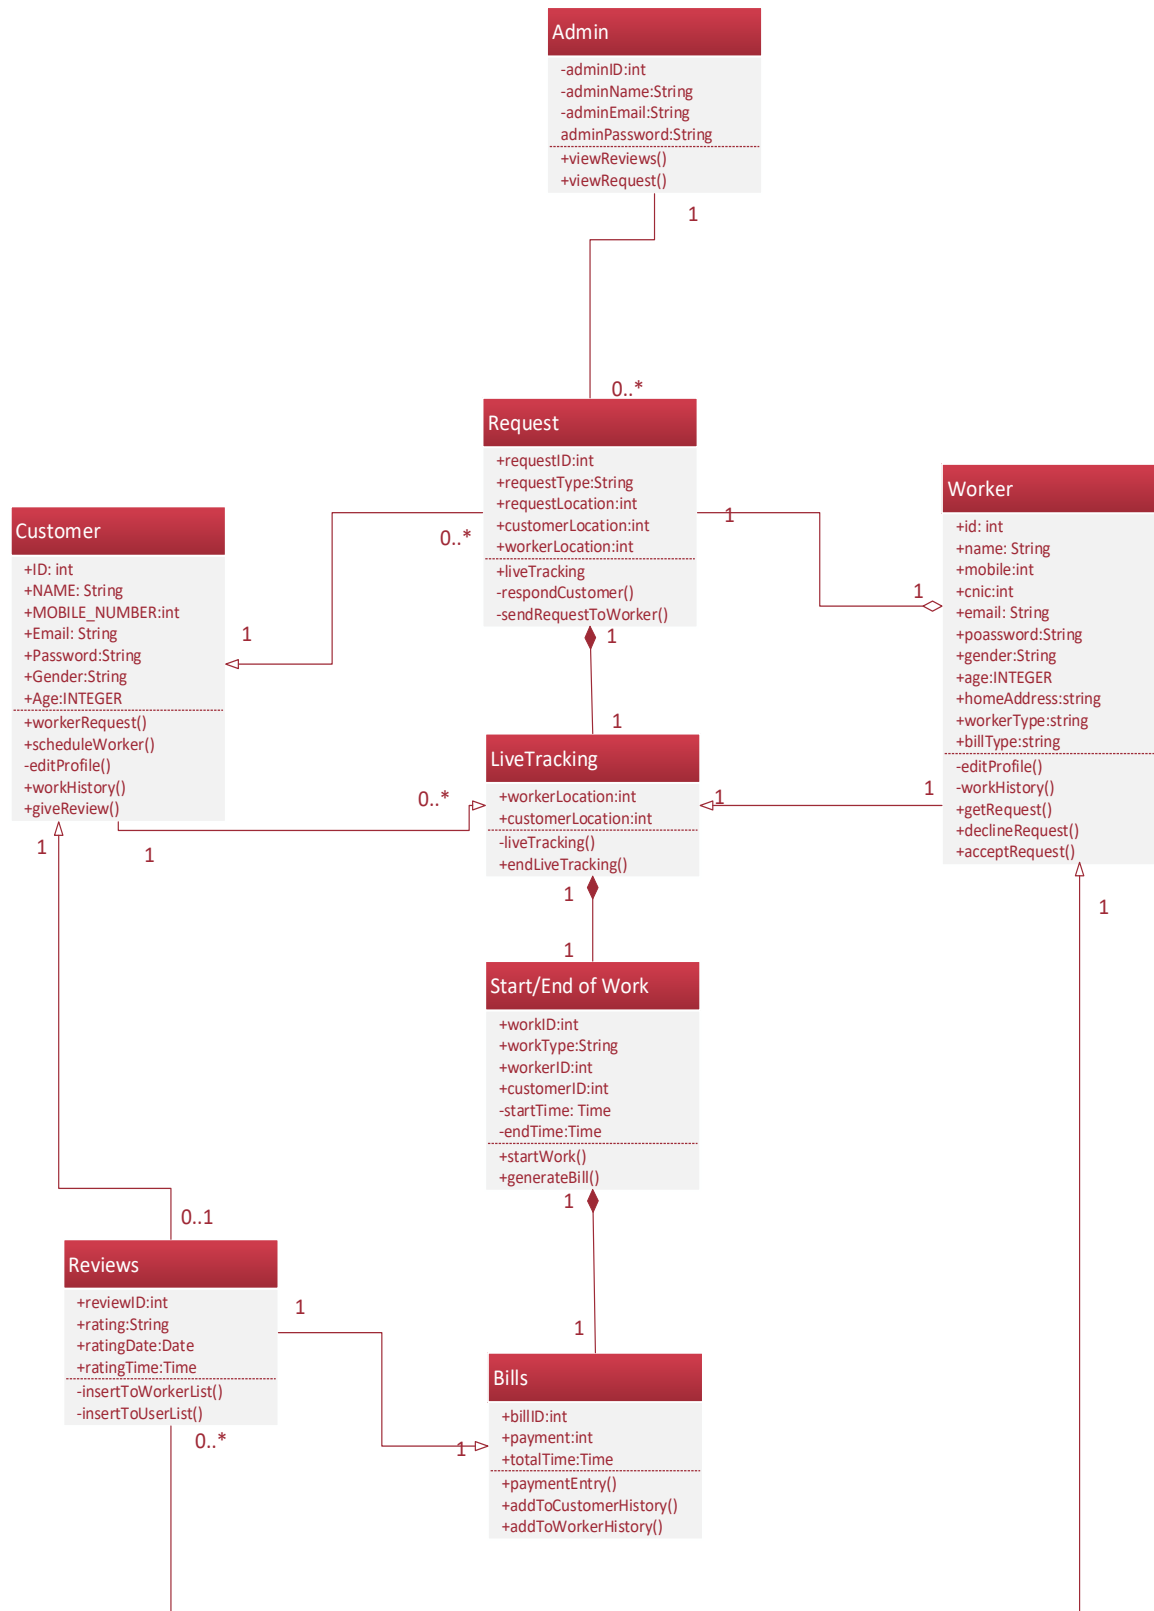 Admin
-adminID:int
-adminName:String
-adminEmail:String
adminPassword:String
+viewReviews()
+viewRequest()
1
0..*
Request
+requestID:int
+requestType:String
+requestLocation:int
+customerLocation:int
+workerLocation:int
+liveTracking
-respondCustomer()
-sendRequestToWorker()
0..*
1
1
1
Customer
+ID: int
+NAME: String
+MOBILE_NUMBER:int
+Email: String
+Password:String
+Gender:String
+Age:INTEGER
+workerRequest()
+scheduleWorker()
-editProfile()
+workHistory()
+giveReview()
1
1
Worker
+id: int
+name: String
+mobile:int
+cnic:int
+email: String
+poassword:String
+gender:String
+age:INTEGER
+homeAddress:string
+workerType:string
+billType:string
-editProfile()
-workHistory()
+getRequest()
+declineRequest()
+acceptRequest()
1
1
1
LiveTracking
+workerLocation:int
+customerLocation:int
-liveTracking()
+endLiveTracking()
0..*
1
1
1
1
Start/End of Work
+workID:int
+workType:String
+workerID:int
+customerID:int
-startTime: Time
-endTime:Time
+startWork()
+generateBill()
1
0..1
Reviews
+reviewID:int
+rating:String
+ratingDate:Date
+ratingTime:Time
-insertToWorkerList()
-insertToUserList()
1
0..*
1
1
Bills
+billID:int
+payment:int
+totalTime:Time
+paymentEntry()
+addToCustomerHistory()
+addToWorkerHistory()